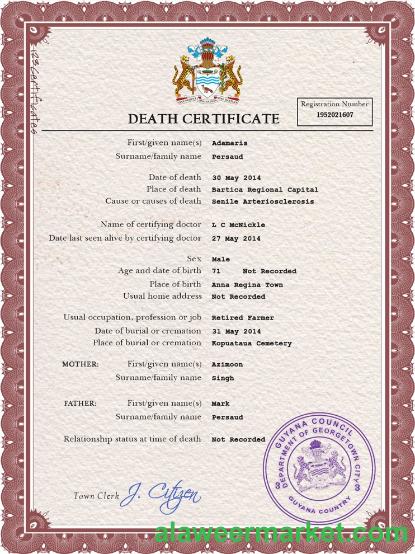 123Certificates
DEATH CERTIFICATE
Registration Number
1952021607
First/given name(s) Adamaris
Surname/family name Persaud
Date of death 30 May 2014
Place of death Bartica Regional Capital
Cause or causes of death Senile Arteriosclerosis
Name of certifying doctor L C McNickle
Date last seen alive by certifying doctor 27 May 2014
Sex Male
Age and date of birth 71 Not Recorded
Place of birth Anna Regina Town
Usual home address Not Recorded
Usual occupation, profession or job Retired Farmer
Date of burial or cremation 31 May 2014
Place of burial or cremation Kopuataua Cemetery
MOTHER: First/given name(s) Azimoon
Surname/family name Singh
FATHER: First/given name(s) Mark
Surname/family name Persaud
Relationship status at time of death Not Recorded
GUYANA COUNCIL
DEPARTMENT OF GEORGETOWN CITY
GUYANA COUNTRY
Town Clerk J. Citizen
alaweermarket.com